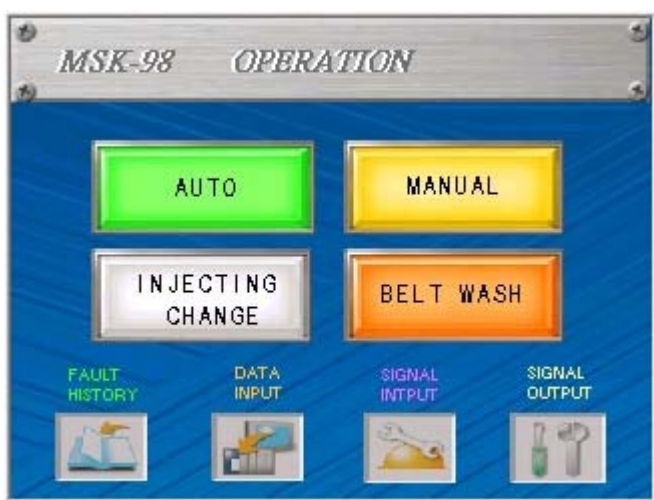 MSK-98 OPERATION
AUTO
MANUAL
INJECTING
CHANGE
BELT WASH
FAULT
HISTORY
DATA
INPUT
SIGNAL
INTPUT
SIGNAL
OUTPUT